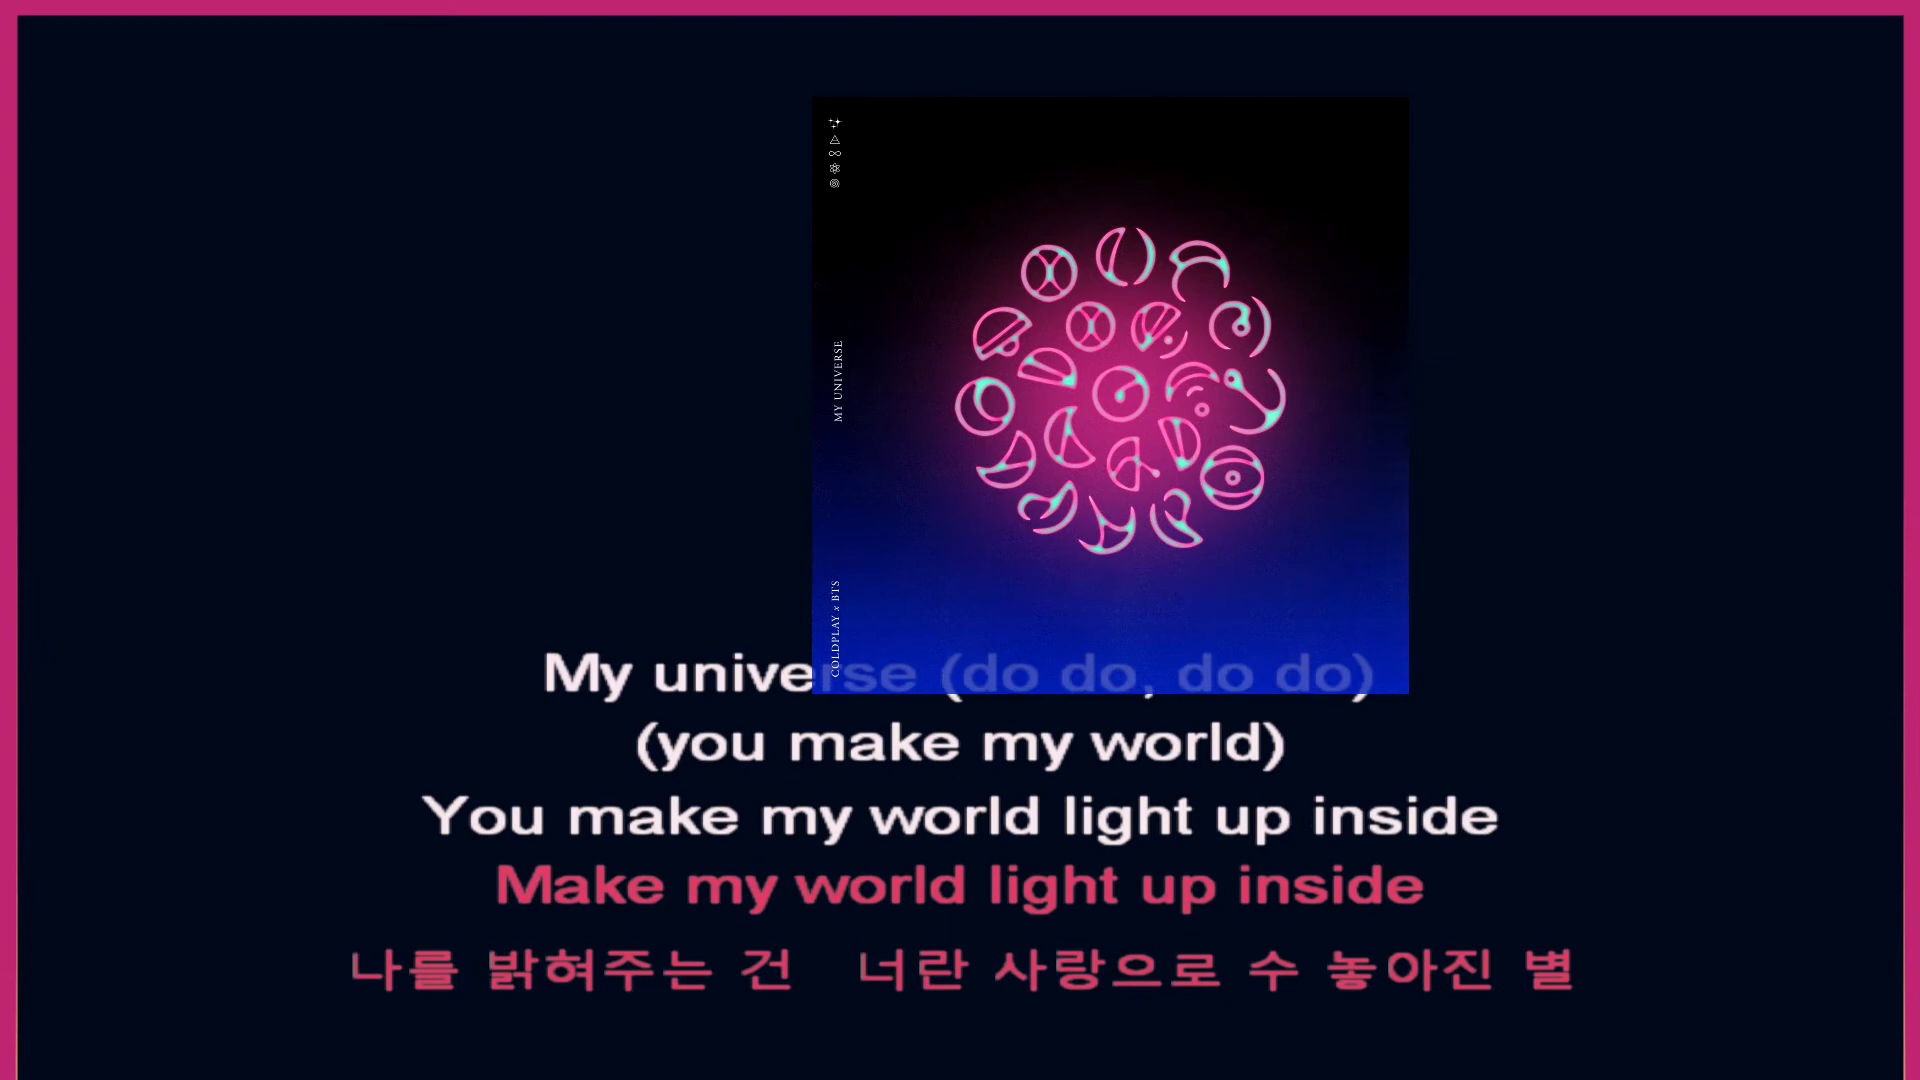 MY UNIVERSE
COLDPLAY x BTS
My universe (do do, do do)
(you make my world)
You make my world light up inside
Make my world light up inside
나를 밝혀주는 건 너란 사랑으로 수 놓아진 별